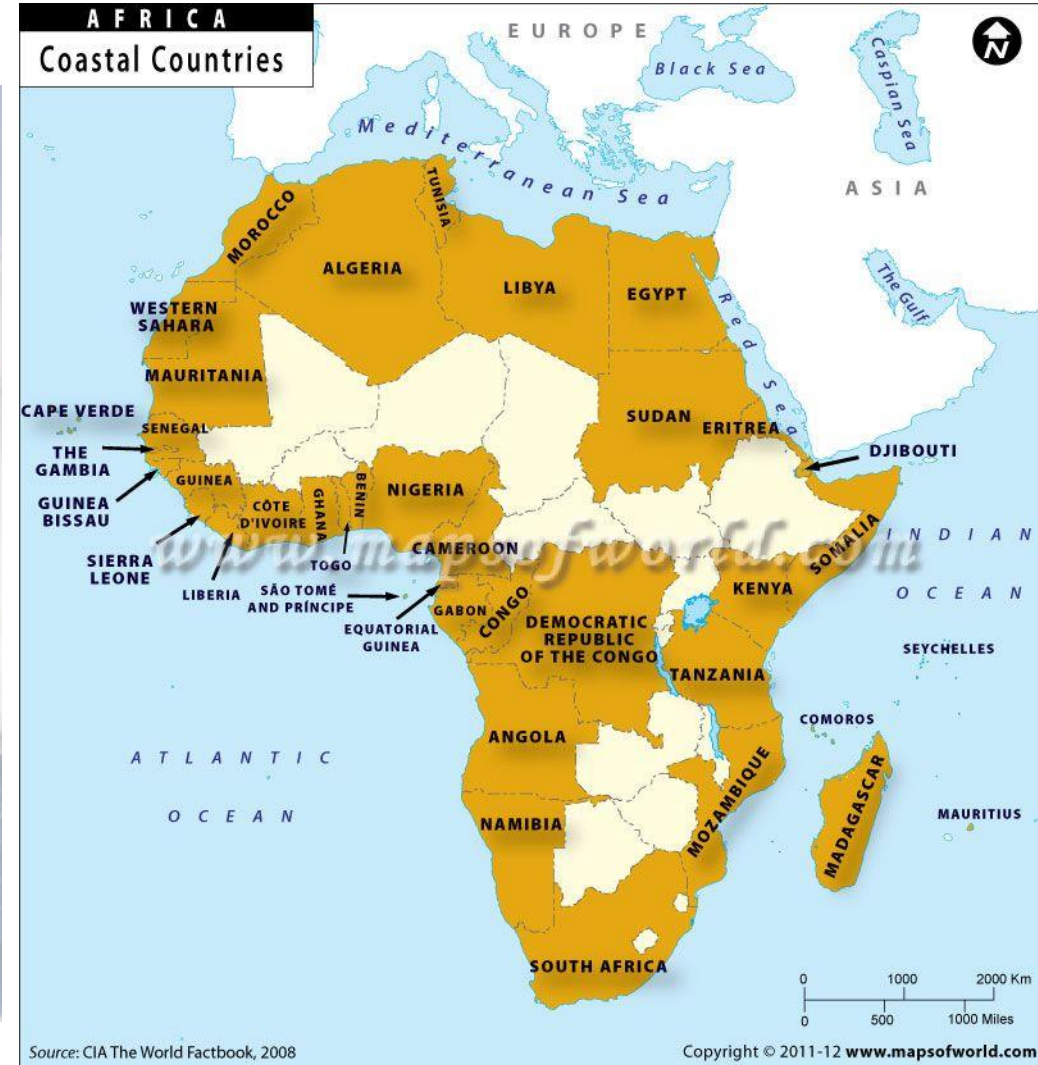 AFRICA
Coastal Countries
EUROPE
Black Sea
Caspian Sea
N
Mediterranean Sea
ASIA
TUNISIA
MOROCCO
ALGERIA
LIBYA
EGYPT
The Gulf
Red Sea
WESTERN
SAHARA
MAURITANIA
CAPE VERDE
SENEGAL
SUDAN
ERITREA
THE
GAMBIA
DJIBOUTI
GUINEA
NIGERIA
BENIN
GUINEA
BISSAU
CÔTE
D'IVOIRE
GHANA
SOMALIA
INDIAN
OCEAN
www.mapsofworld.com
CAMEROON
SIERRA
LEONE
TOGO
LIBERIA
SÃO TOMÉ
AND PRÍNCIPE
KENYA
GABON
CONGO
EQUATORIAL
GUINEA
DEMOCRATIC
REPUBLIC
OF THE CONGO
SEYCHELLES
TANZANIA
COMOROS
ATLANTIC
OCEAN
ANGOLA
MOZAMBIQUE
MADAGASCAR
MAURITIUS
NAMIBIA
SOUTH AFRICA
0 1000 2000 Km
0 500 1000 Miles
Source: CIA The World Factbook, 2008
Copyright © 2011-12 www.mapsofworld.com